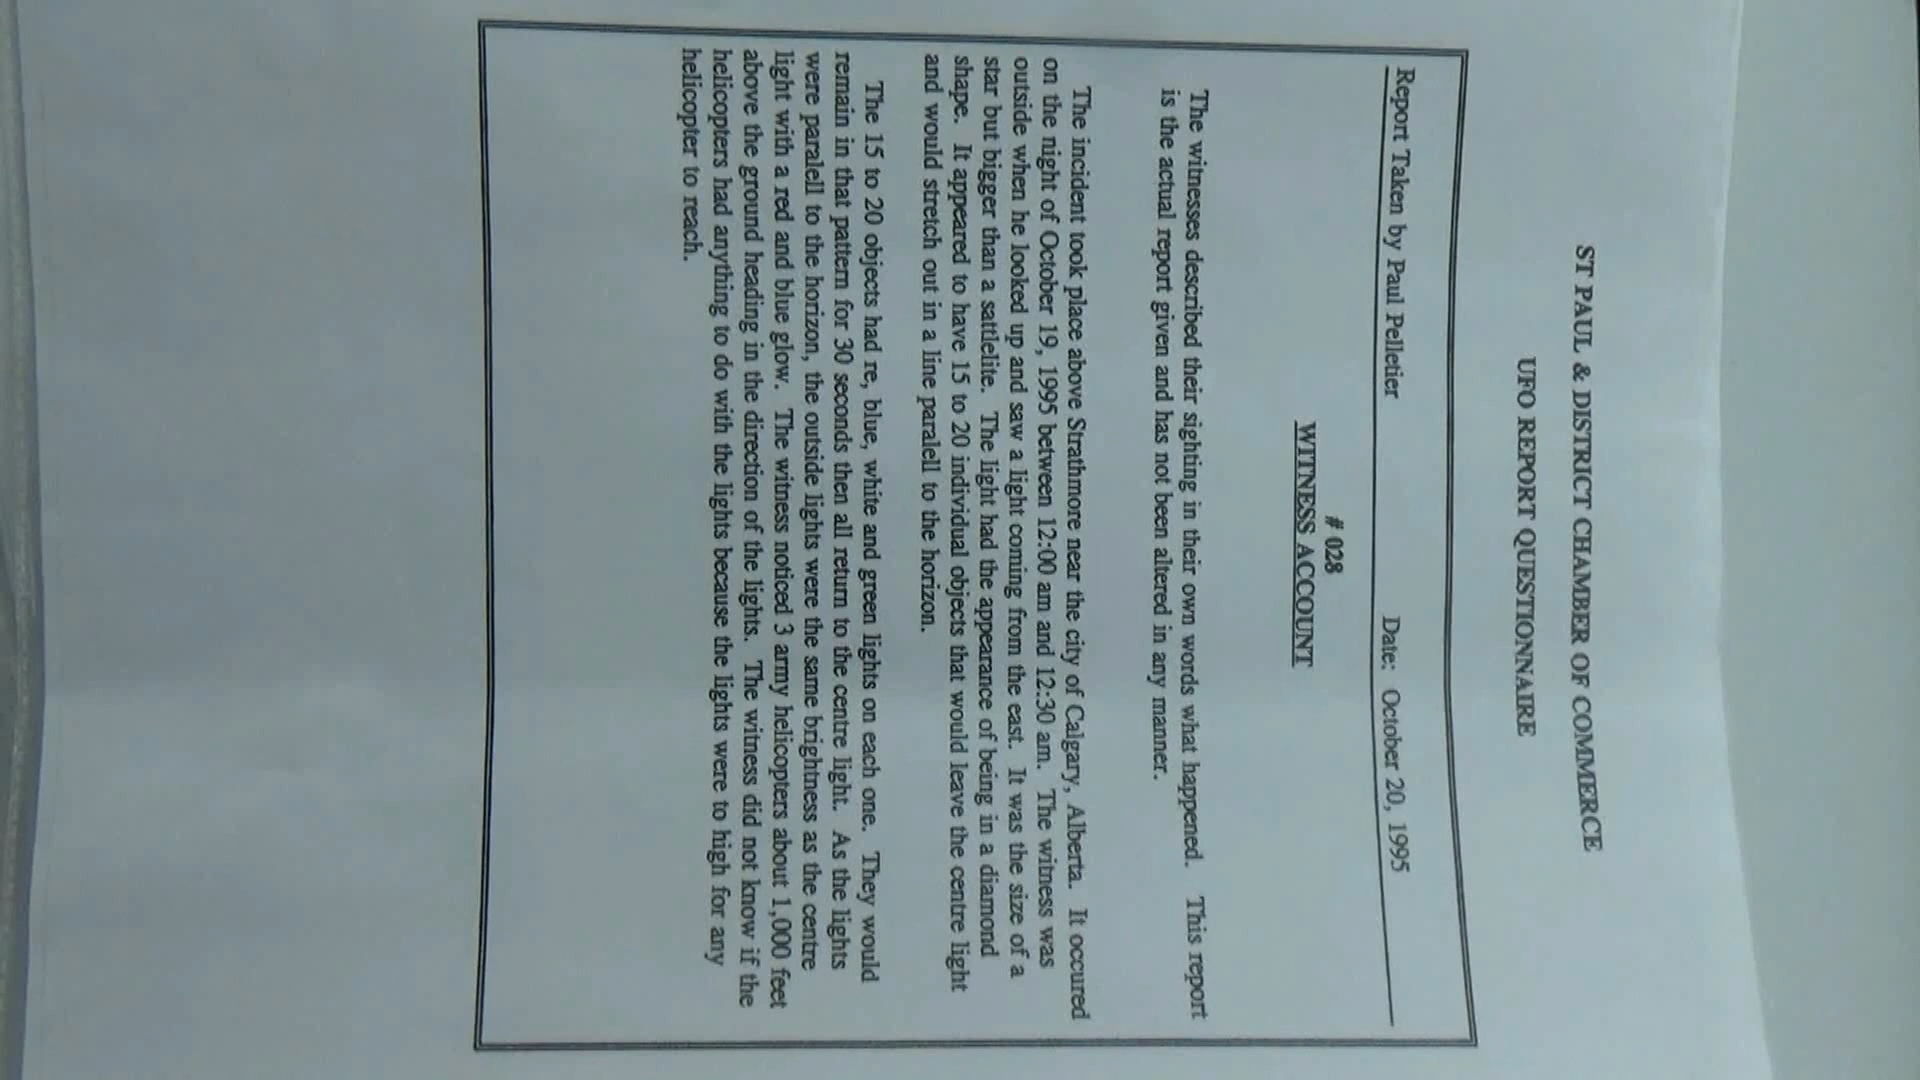 ST PAUL & DISTRICT CHAMBER OF COMMERCE
UFO REPORT QUESTIONNAIRE
Report Taken by Paul Pelletier Date: October 20, 1995
# 028
WITNESS ACCOUNT
The witnesses described their sighting in their own words what happened. This report
is the actual report given and has not been altered in any manner.
The incident took place above Strathmore near the city of Calgary, Alberta. It occured
on the night of October 19, 1995 between 12:00 am and 12:30 am. The witness was
outside when he looked up and saw a light coming from the east. It was the size of a
star but bigger than a sattlelite. The light had the appearance of being in a diamond
shape. It appeared to have 15 to 20 individual objects that would leave the centre light
and would stretch out in a line paralell to the horizon.
The 15 to 20 objects had re, blue, white and green lights on each one. They would
remain in that pattern for 30 seconds then all return to the centre light. As the lights
were paralell to the horizon, the outside lights were the same brightness as the centre
light with a red and blue glow. The witness noticed 3 army helicopters about 1,000 feet
above the ground heading in the direction of the lights. The witness did not know if the
helicopters had anything to do with the lights because the lights were to high for any
helicopter to reach.